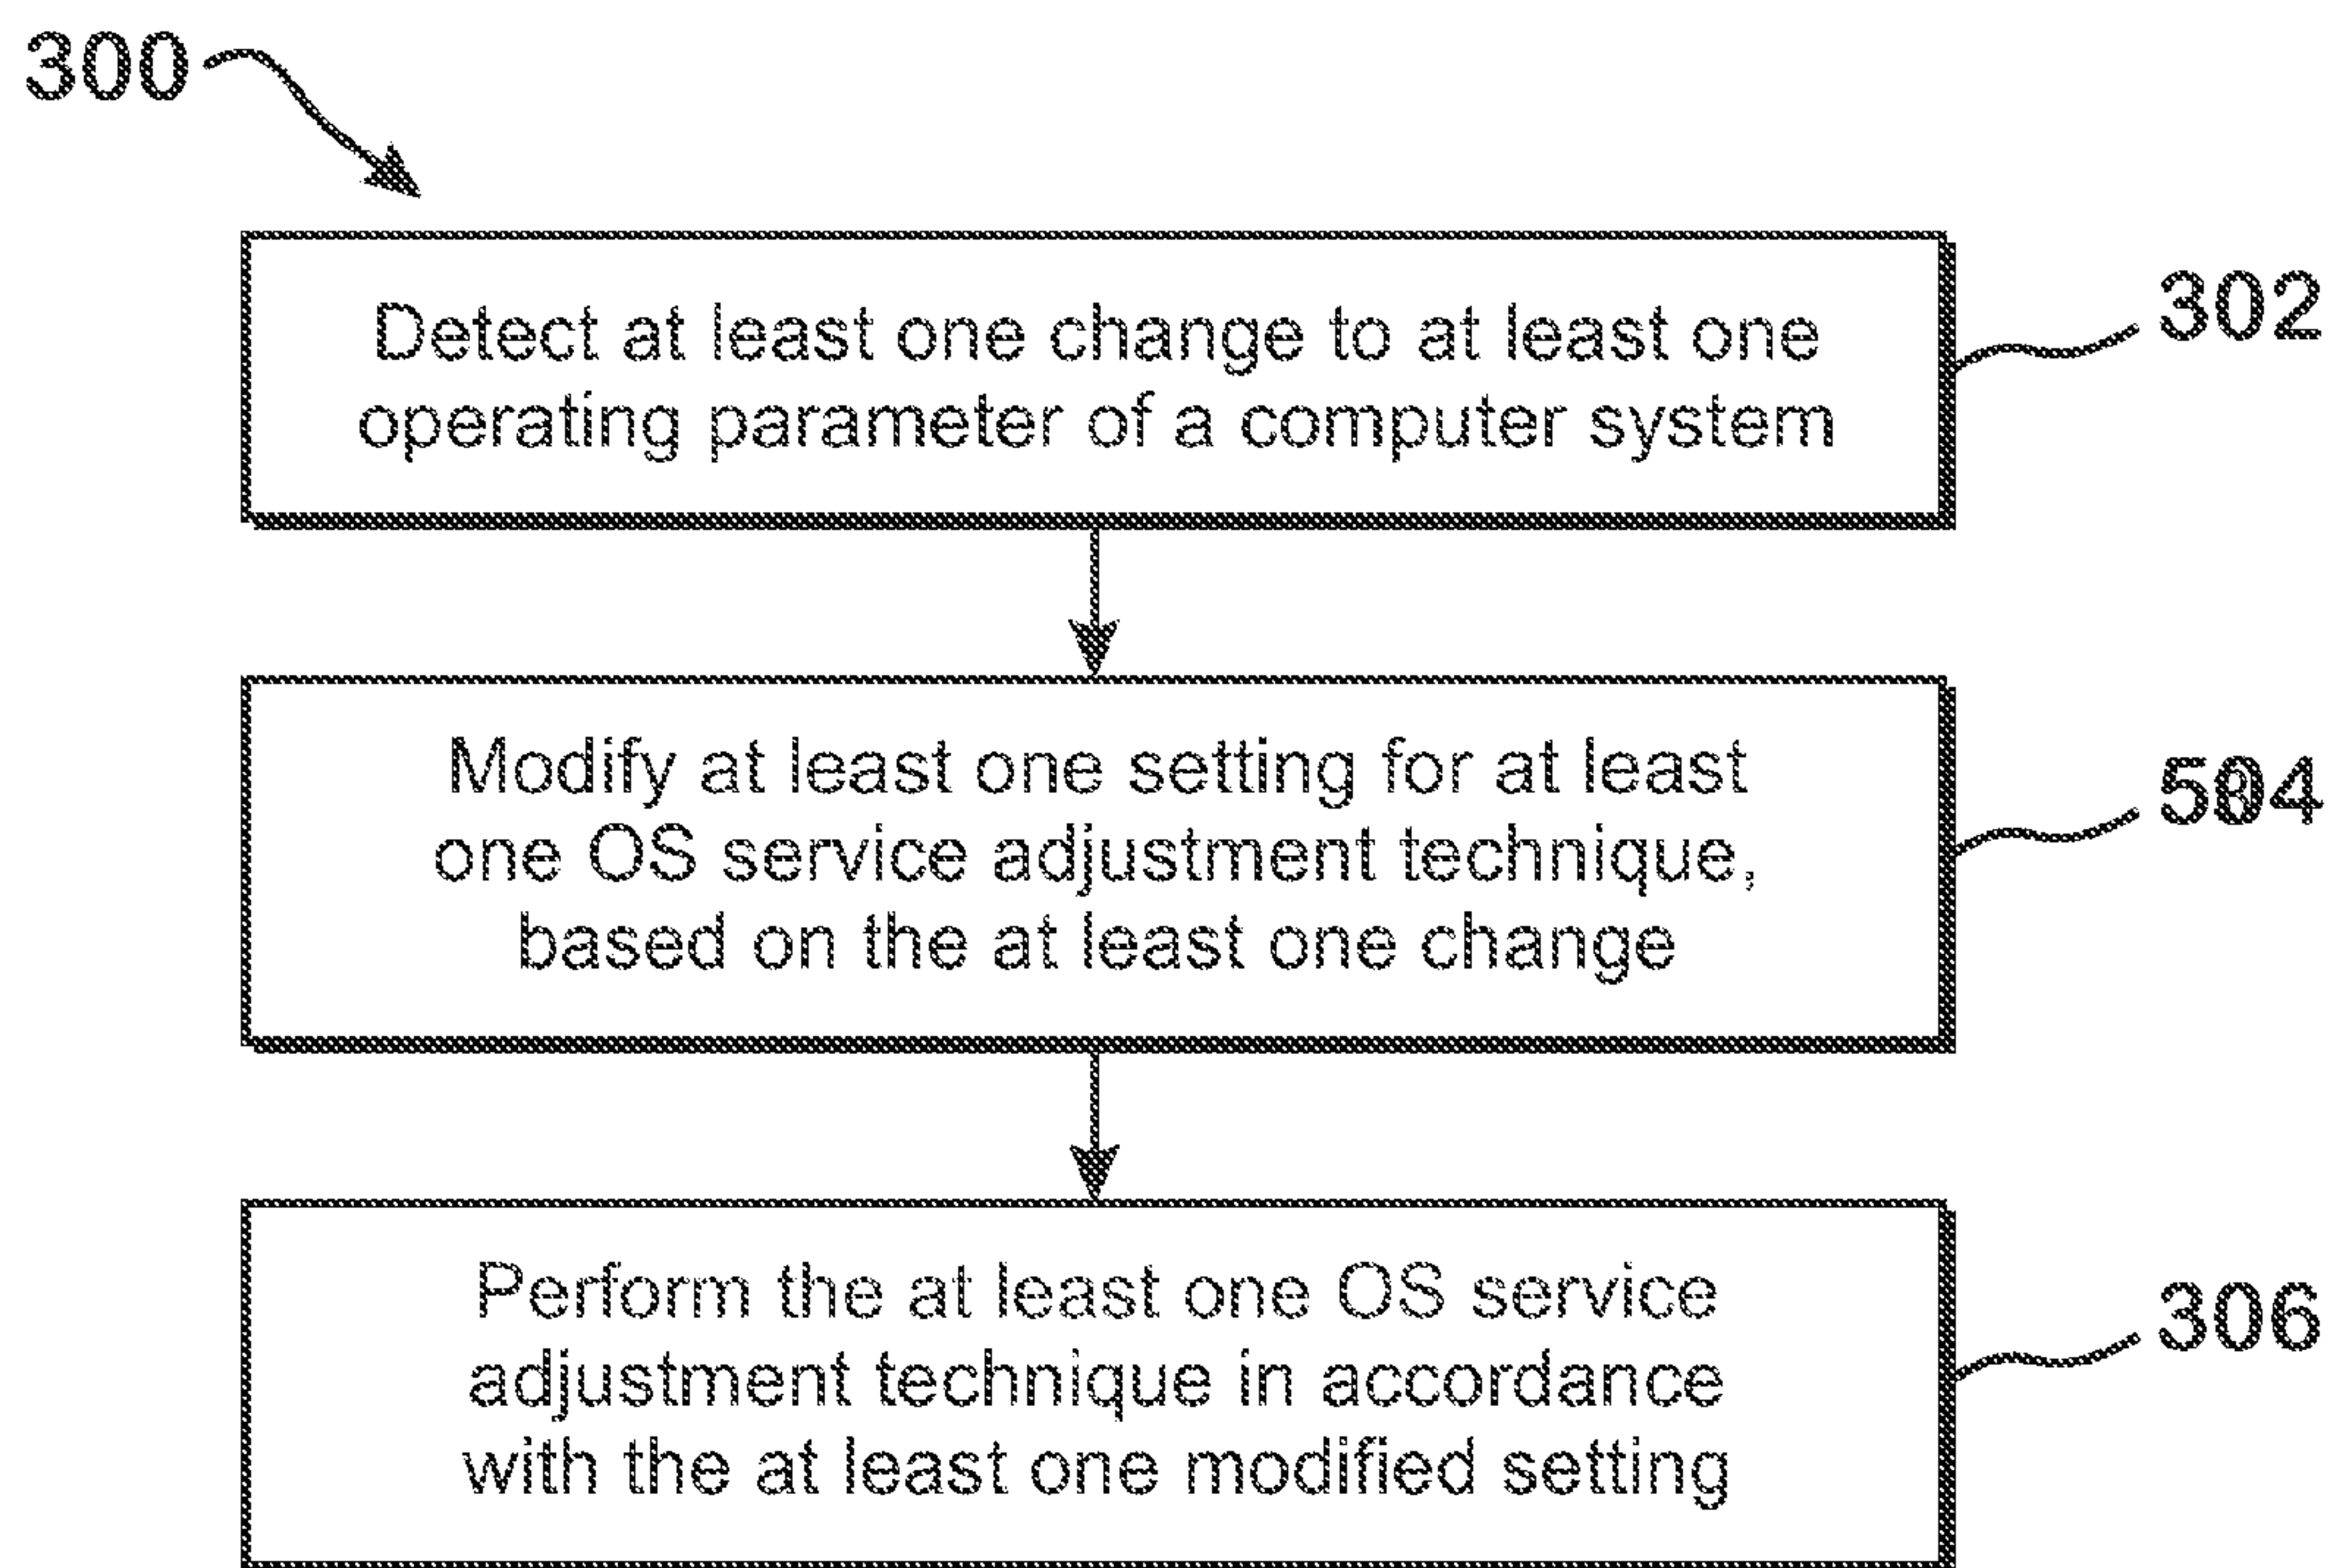 300
Detect at least one change to at least one
operating parameter of a computer system
302
Modify at least one setting for at least
one OS service adjustment technique,
based on the at least one change
Perform the at least one OS service
adjustment technique in accordance
with the at least one modified setting
306